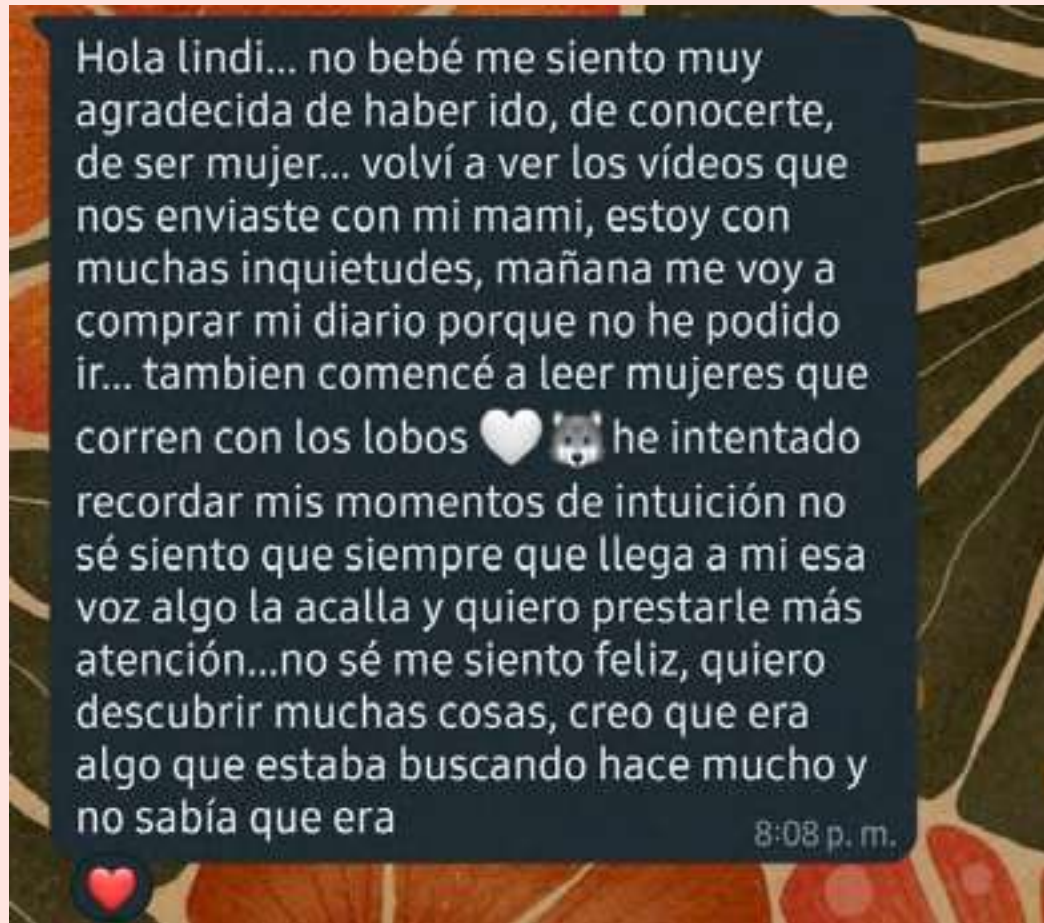 Hola lindi... no bebé me siento muy
agradecida de haber ido, de conocerte,
de ser mujer... volví a ver los vídeos que
nos enviaste con mi mami, estoy con
muchas inquietudes, mañana me voy a
comprar mi diario porque no he podido
ir... tambien comencé a leer mujeres que
corren con los lobos 🤍🐺 he intentado
recordar mis momentos de intuición no
sé siento que siempre que llega a mi esa
voz algo la acalla y quiero prestarle más
atención...no sé me siento feliz, quiero
descubrir muchas cosas, creo que era
algo que estaba buscando hace mucho y
no sabía que era
8:08 p. m.